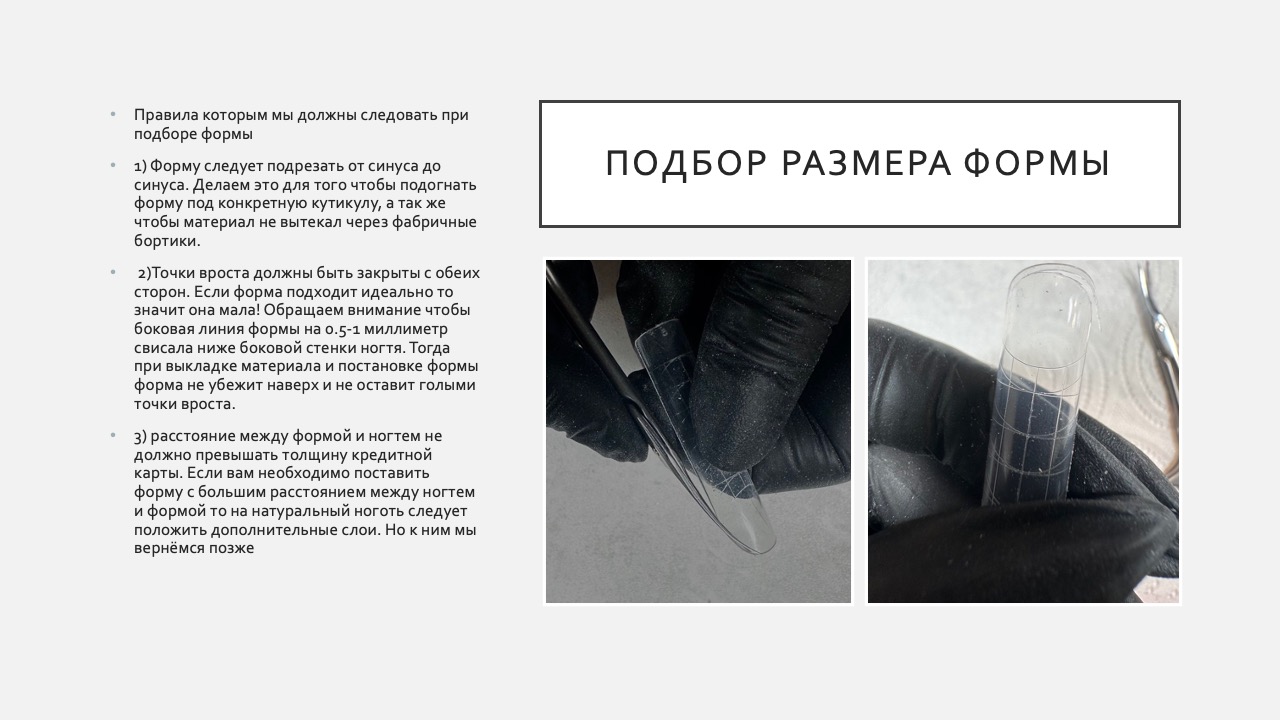 ПОДБОР РАЗМЕРА ФОРМЫ
• Правила которым мы должны следовать при
подборе формы
• 1) Форму следует подрезать от синуса до
синуса. Делаем это для того чтобы подогнать
форму под конкретную кутикулу, а так же
чтобы материал не вытекал через фабричные
бортики.
• 2)Точки вроста должны быть закрыты с обеих
сторон. Если форма подходит идеально то
значит она мала! Обращаем внимание чтобы
боковая линия формы на 0.5-1 миллиметр
свисала ниже боковой стенки ногтя. Тогда
при выкладке материала и постановке формы
форма не убежит наверх и не оставит голыми
точки вроста.
• 3) расстояние между формой и ногтем не
должно превышать толщину кредитной
карты. Если вам необходимо поставить
форму с большим расстоянием между ногтем
и формой то на натуральный ноготь следует
положить дополнительные слои. Но к ним мы
вернёмся позже